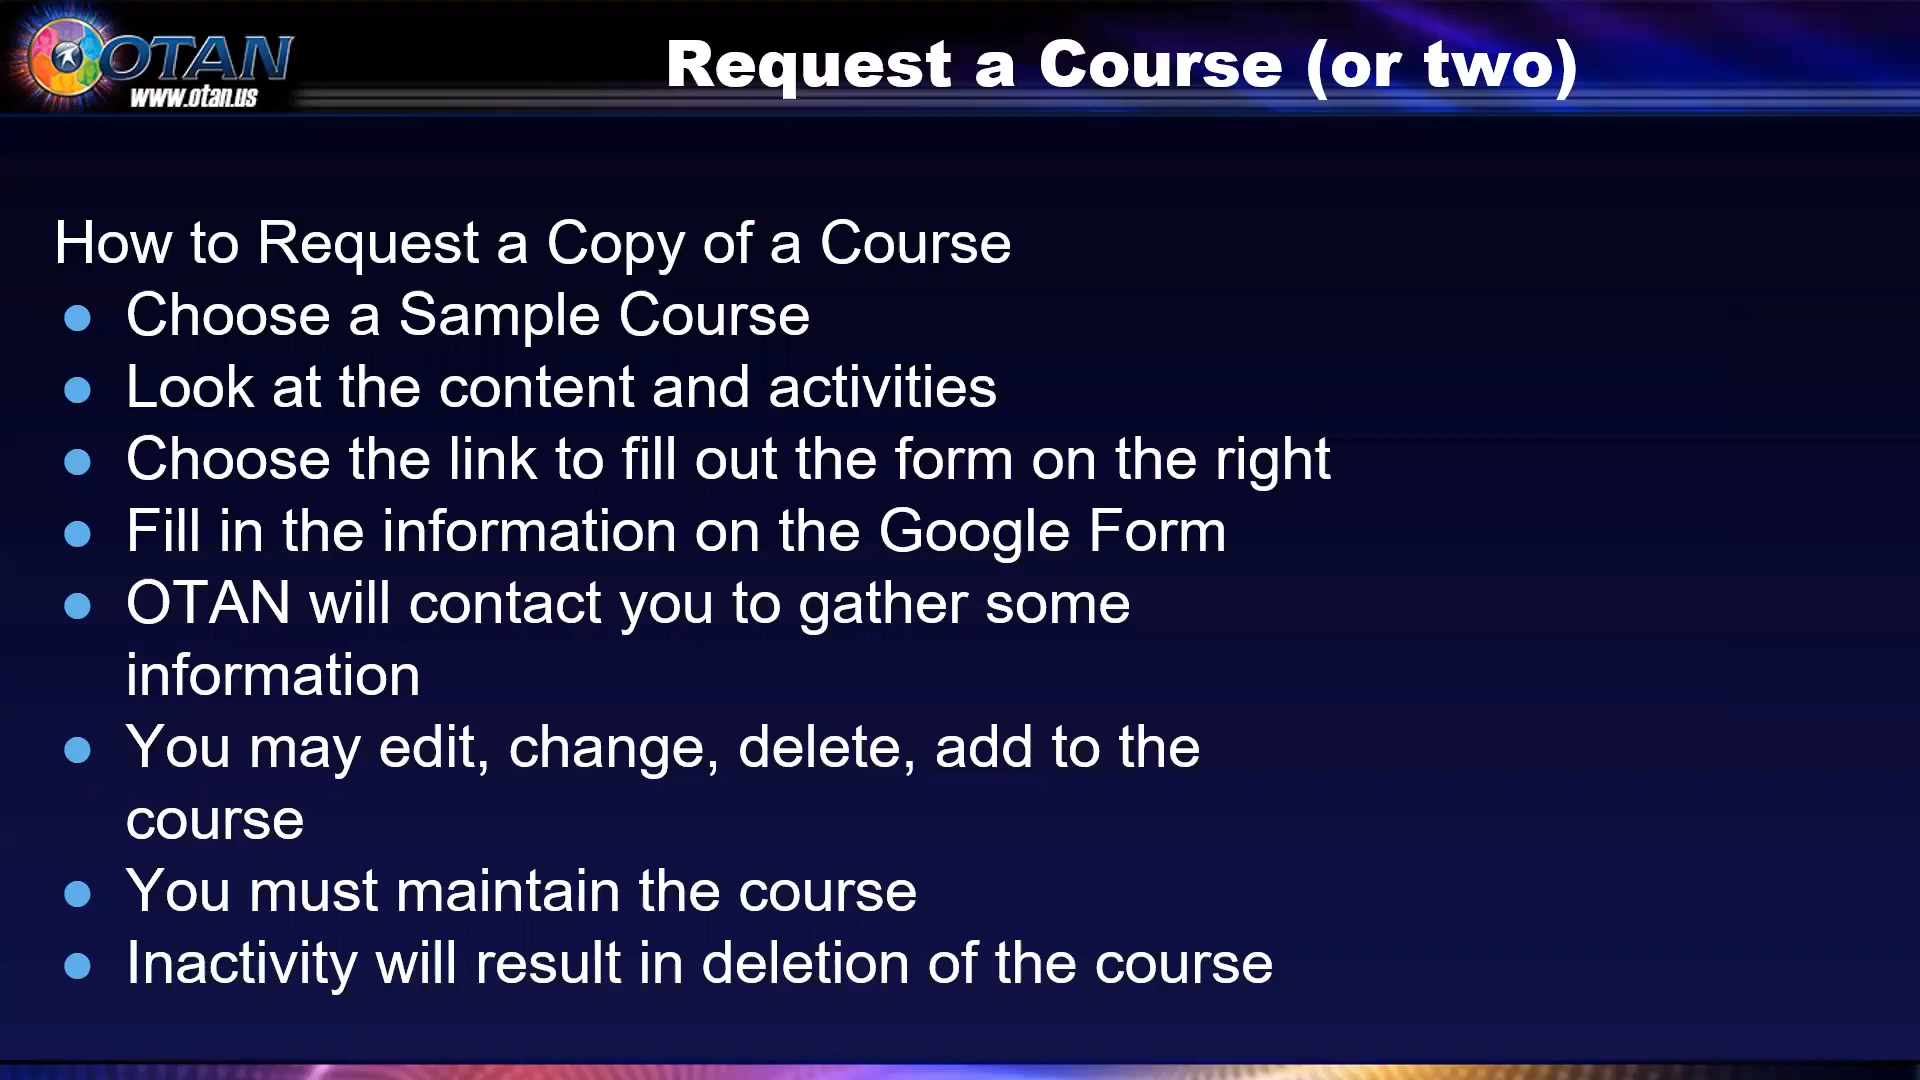 OTAN
www.otan.us
Request a Course (or two)
How to Request a Copy of a Course
● Choose a Sample Course
● Look at the content and activities
● Choose the link to fill out the form on the right
● Fill in the information on the Google Form
● OTAN will contact you to gather some
information
● You may edit, change, delete, add to the
course
● You must maintain the course
● Inactivity will result in deletion of the course